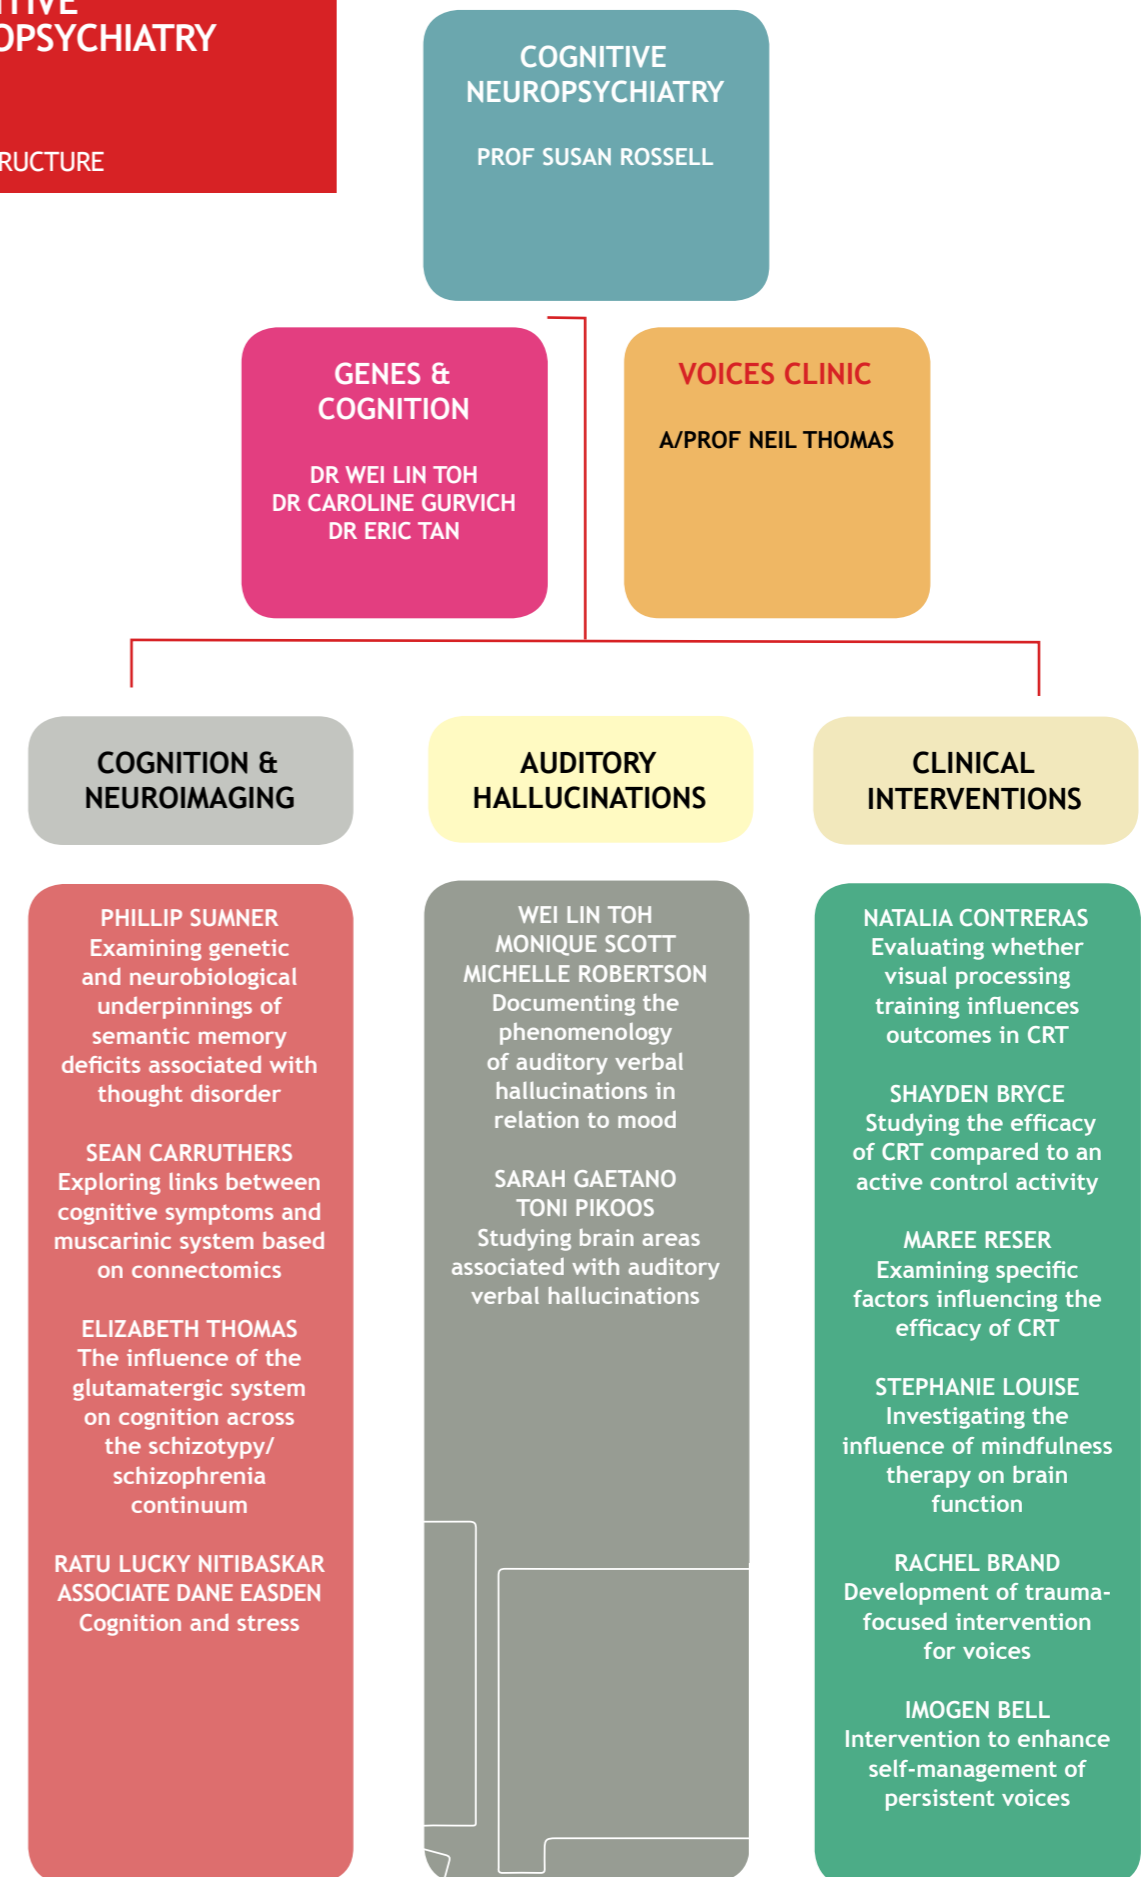 COGNITIVE
NEUROPSYCHIATRY
PROF SUSAN ROSSELL
GENES &
COGNITION
DR WEI LIN TOH
DR CAROLINE GURVICH
DR ERIC TAN
VOICES CLINIC
A/PROF NEIL THOMAS
COGNITION &
NEUROIMAGING
AUDITORY
HALLUCINATIONS
CLINICAL
INTERVENTIONS
PHILLIP SUMNER
Examining genetic
and neurobiological
underpinnings of
semantic memory
deficits associated with
thought disorder
SEAN CARRUTHERS
Exploring links between
cognitive symptoms and
muscarinic system based
on connectomics
ELIZABETH THOMAS
The influence of the
glutamatergic system
on cognition across
the schizotypy/
schizophrenia
continuum
RATU LUCKY NITIBASKAR
ASSOCIATE DANE EASDEN
Cognition and stress
WEI LIN TOH
MONIQUE SCOTT
MICHELLE ROBERTSON
Documenting the
phenomenology
of auditory verbal
hallucinations in
relation to mood
SARAH GAETANO
TONI PIKOOS
Studying brain areas
associated with auditory
verbal hallucinations
NATALIA CONTRERAS
Evaluating whether
visual processing
training influences
outcomes in CRT
SHAYDEN BRYCE
Studying the efficacy
of CRT compared to an
active control activity
MAREE RESER
Examining specific
factors influencing the
efficacy of CRT
STEPHANIE LOUISE
Investigating the
influence of mindfulness
therapy on brain
function
RACHEL BRAND
Development of trauma-
focused intervention
for voices
IMOGEN BELL
Intervention to enhance
self-management of
persistent voices